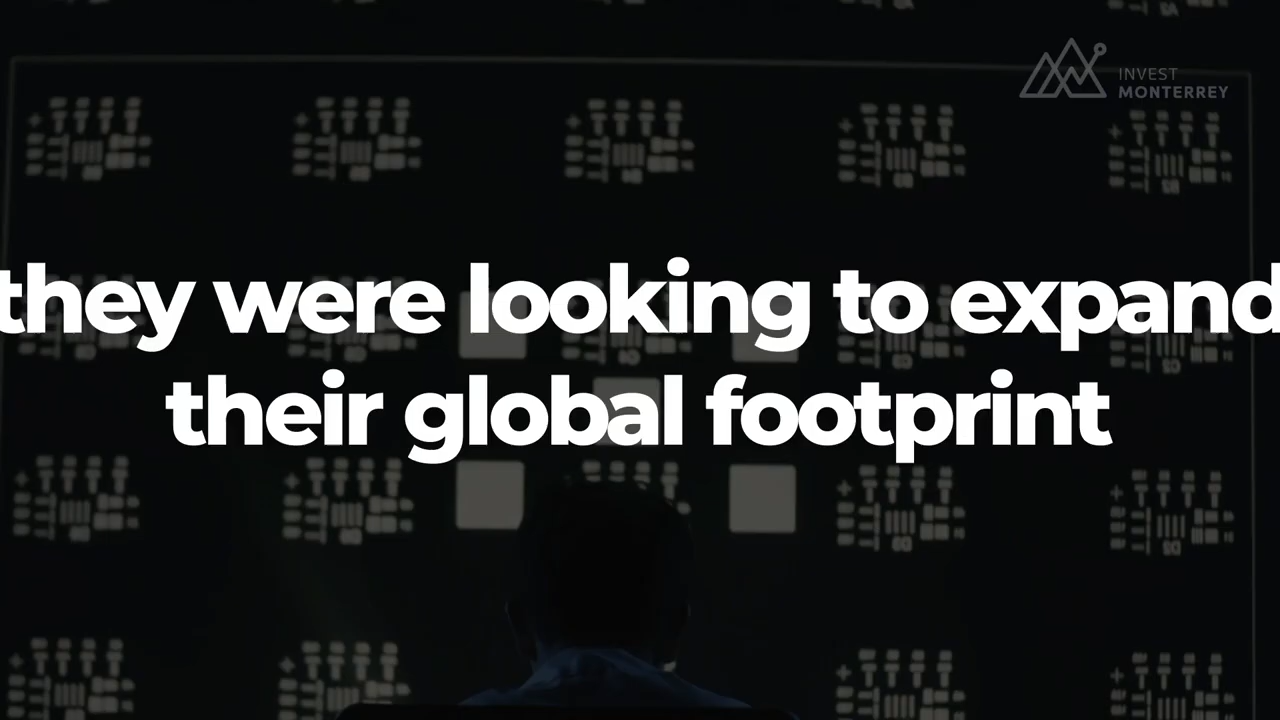 INVEST
MONTERREY
they were looking to expand
their global footprint